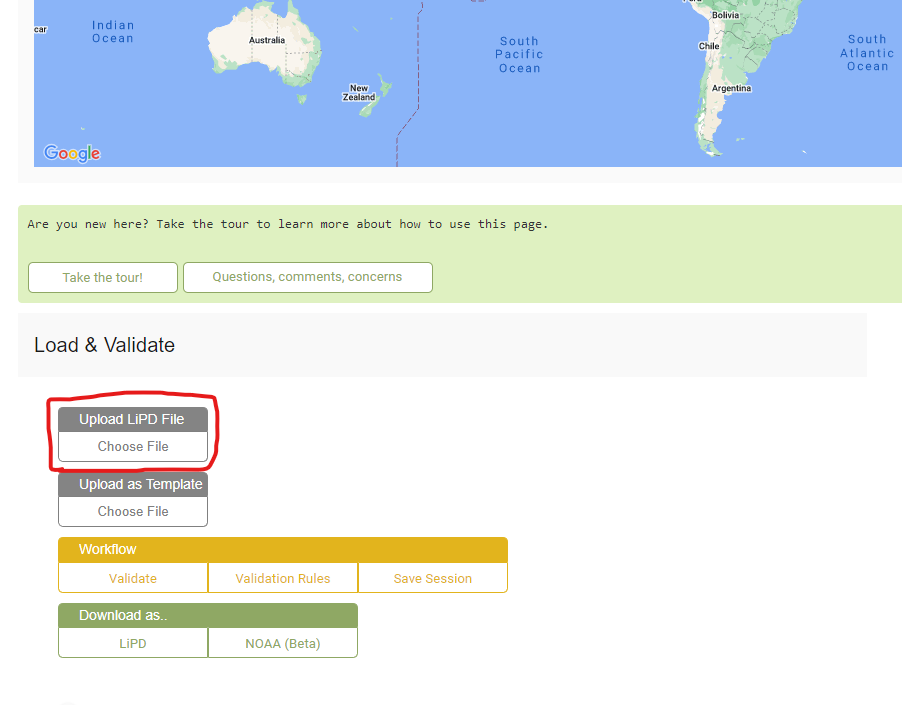 Bolivia
car
Indian
Ocean
Australia
South
Pacific
Ocean
Chile
South
Atlantic
Ocean
New
Zealand
Argentina
Google
Are you new here? Take the tour to learn more about how to use this page.
Take the tour!
Questions, comments, concerns
Load & Validate
Upload LiPD File
Choose File
Upload as Template
Choose File
Workflow
Validate
Validation Rules
Save Session
Download as..
LiPD
NOAA (Beta)